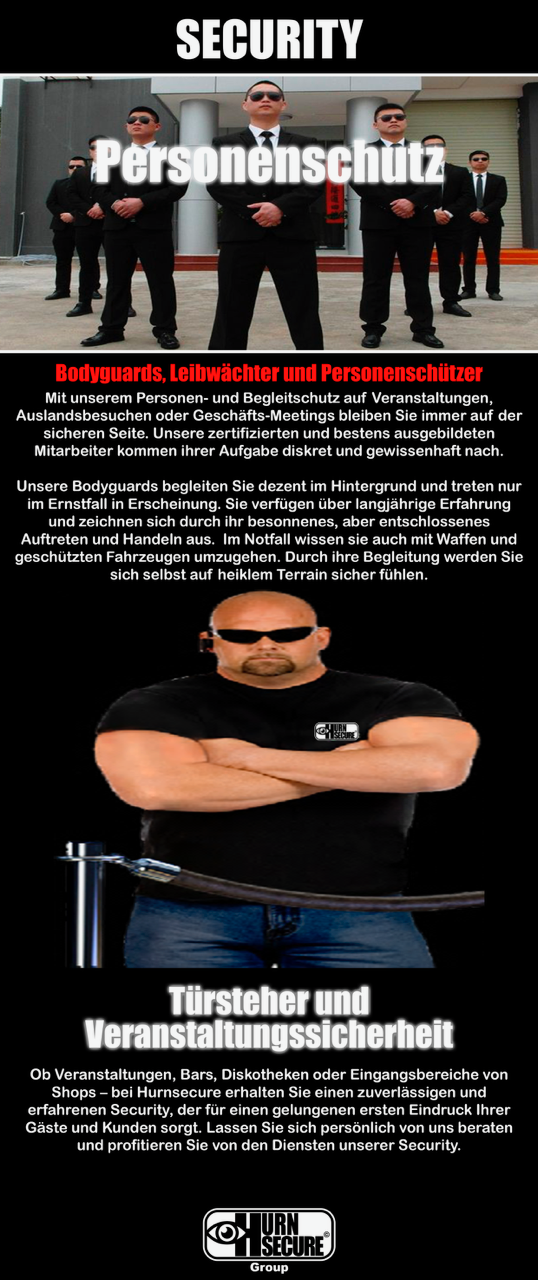 SECURITY
Personenschutz
Bodyguards, Leibwächter und Personenschützer
Mit unserem Personen- und Begleitschutz auf Veranstaltungen,
Auslandsbesuchen oder Geschäfts-Meetings bleiben Sie immer auf der
sicheren Seite. Unsere zertifizierten und bestens ausgebildeten
Mitarbeiter kommen ihrer Aufgabe diskret und gewissenhaft nach.
Unsere Bodyguards begleiten Sie dezent im Hintergrund und treten nur
im Ernstfall in Erscheinung. Sie verfügen über langjährige Erfahrung
und zeichnen sich durch ihr besonnenes, aber entschlossenes
Auftreten und Handeln aus. Im Notfall wissen sie auch mit Waffen und
geschützten Fahrzeugen umzugehen. Durch ihre Begleitung werden Sie
sich selbst auf heiklem Terrain sicher fühlen.
HURN
SECURE
Türsteher und
Veranstaltungssicherheit
Ob Veranstaltungen, Bars, Diskotheken oder Eingangsbereiche von
Shops – bei Hurnsecure erhalten Sie einen zuverlässigen und
erfahrenen Security, der für einen gelungenen ersten Eindruck Ihrer
Gäste und Kunden sorgt. Lassen Sie sich persönlich von uns beraten
und profitieren Sie von den Diensten unserer Security.
HURN
SECURE©
Group